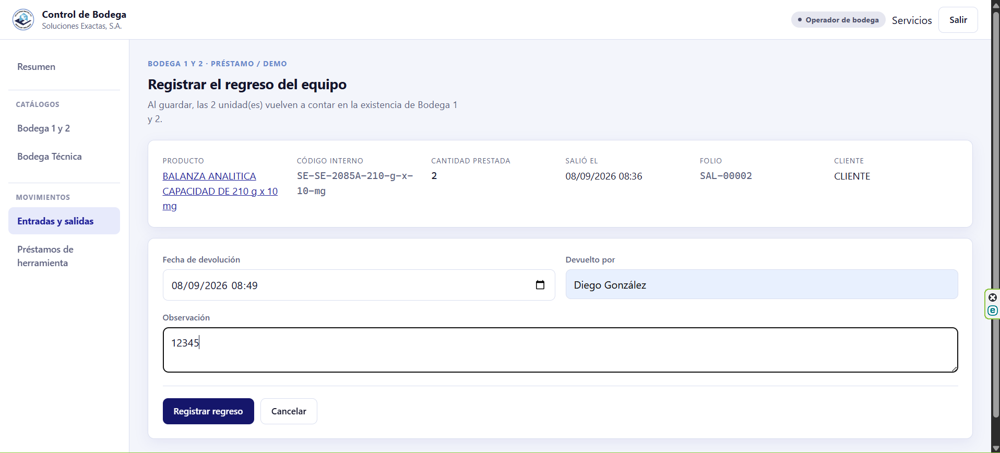 Control de Bodega
Soluciones Exactas, S.A.
Operador de bodega
Servicios
Salir
Resumen
CATÁLOGOS
Bodega 1 y 2
Bodega Técnica
MOVIMIENTOS
Entradas y salidas
Préstamos de
herramienta
BODEGA 1 Y 2 · PRÉSTAMO / DEMO
Registrar el regreso del equipo
Al guardar, las 2 unidad(es) vuelven a contar en la existencia de Bodega 1
y 2.
PRODUCTO
BALANZA ANALITICA
CAPACIDAD DE 210 g x 10
mg
CÓDIGO INTERNO
SE-SE-2085A-210-g-x-
10-mg
CANTIDAD PRESTADA
2
SALIÓ EL
08/09/2026 08:36
FOLIO
SAL-00002
CLIENTE
CLIENTE
Fecha de devolución
08/09/2026 08:49
Devuelto por
Diego González
Observación
12345
Registrar regreso
Cancelar